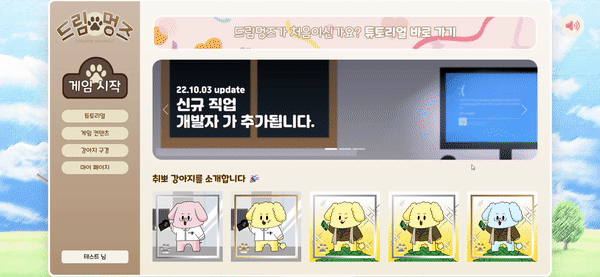 드림멍즈
게임 시작
튜토리얼
게임 컨텐츠
강아지 구경
마이 페이지
테스트 님
드림멍즈가 처음이신가요? 튜토리얼 바로 가기
22.10.03 update
신규 직업
개발자 가 추가됩니다.
취뽀 강아지를 소개합니다